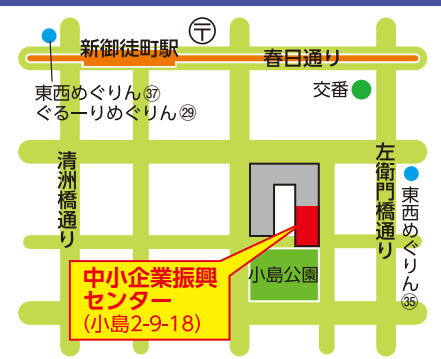 〒
新御徒町駅
春日通り
東西めぐりん㊲
ぐるーりめぐりん㉙
交番
清洲橋通り
左衛門橋通り
東西めぐりん㉟
中小企業振興
センター
(小島2-9-18)
小島公園